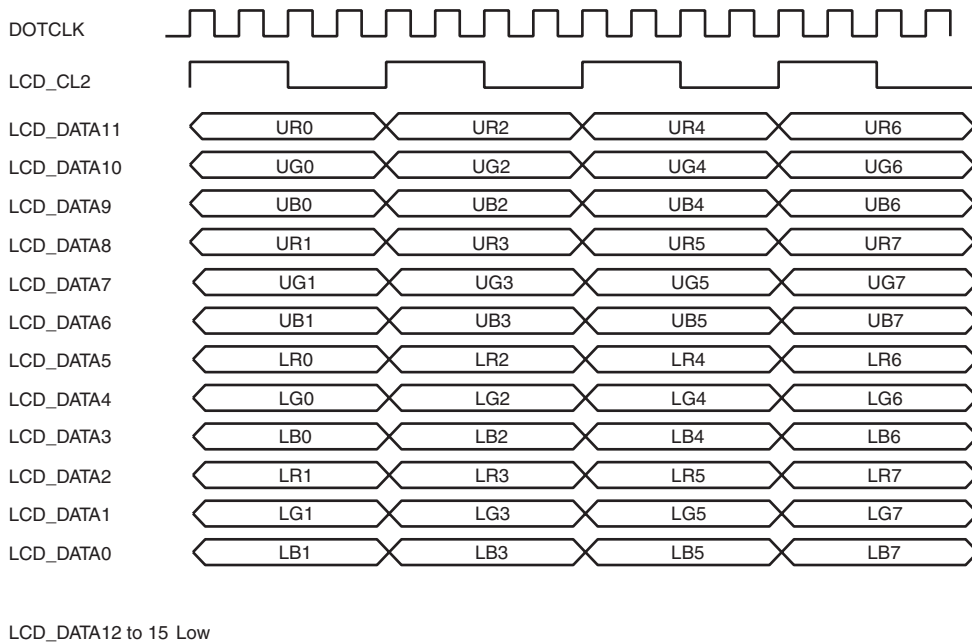 DOTCLK
LCD_CL2
LCD_DATA11 UR0 UR2 UR4 UR6
LCD_DATA10 UG0 UG2 UG4 UG6
LCD_DATA9 UB0 UB2 UB4 UB6
LCD_DATA8 UR1 UR3 UR5 UR7
LCD_DATA7 UG1 UG3 UG5 UG7
LCD_DATA6 UB1 UB3 UB5 UB7
LCD_DATA5 LR0 LR2 LR4 LR6
LCD_DATA4 LG0 LG2 LG4 LG6
LCD_DATA3 LB0 LB2 LB4 LB6
LCD_DATA2 LR1 LR3 LR5 LR7
LCD_DATA1 LG1 LG3 LG5 LG7
LCD_DATA0 LB1 LB3 LB5 LB7
LCD_DATA12 to 15 Low